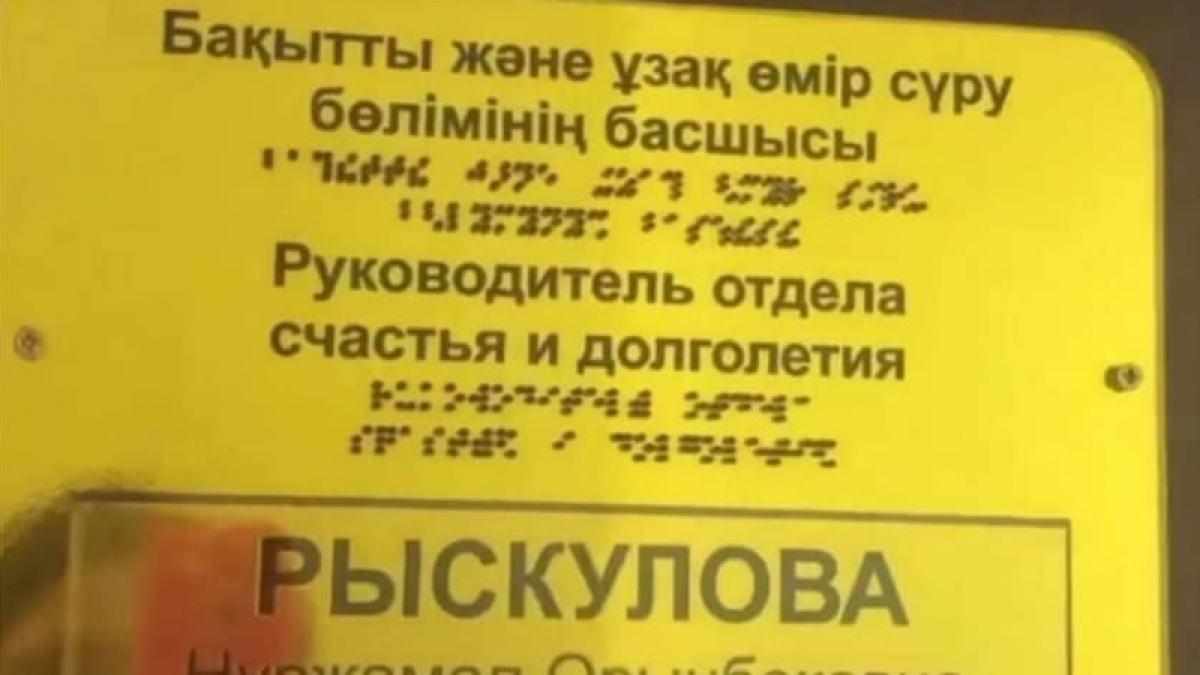 Бақытты және ұзақ өмір сүру
бөлімінің басшысы
Руководитель отдела
счастья и долголетия
РЫСКУЛОВА